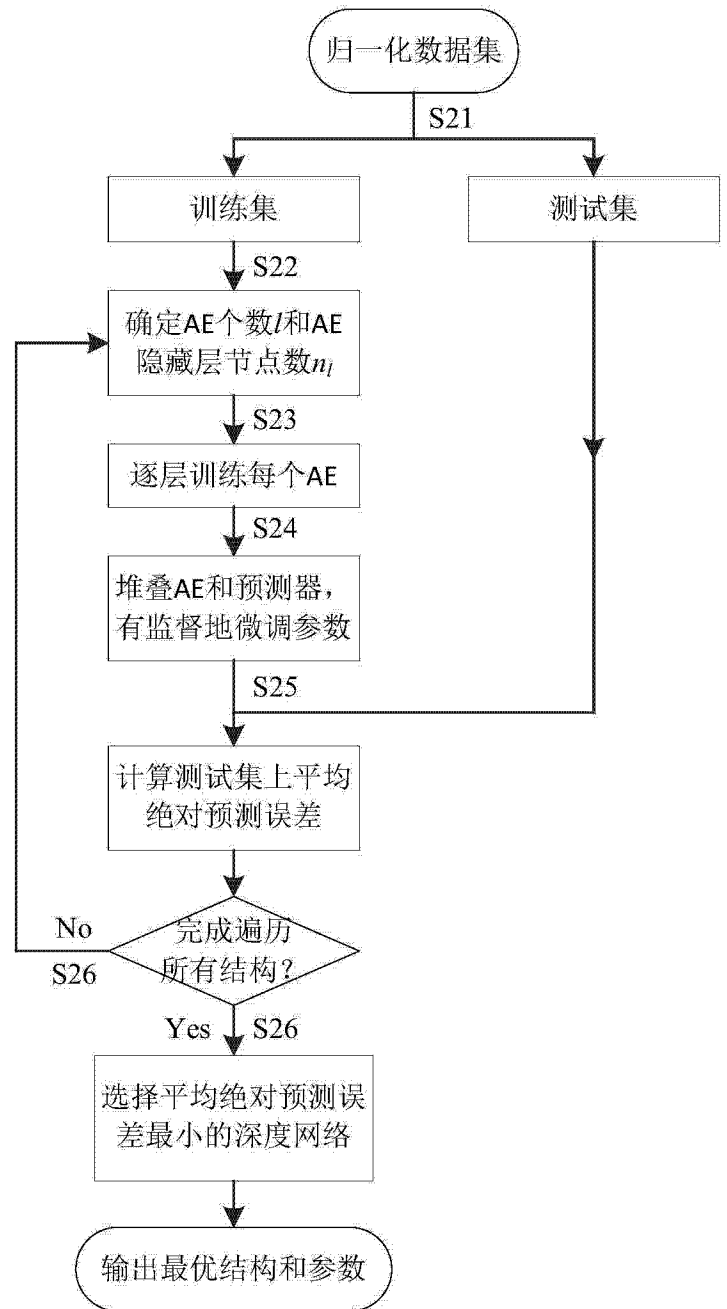 归一化数据集
S21
训练集
测试集
S22
确定AE个数l和AE
隐藏层节点数nl
S23
逐层训练每个AE
S24
堆叠AE和预测器，
有监督地微调参数
S25
计算测试集上平均
绝对预测误差
No
完成遍历
所有结构？
S26
Yes
S26
选择平均绝对预测误
差最小的深度网络
输出最优结构和参数